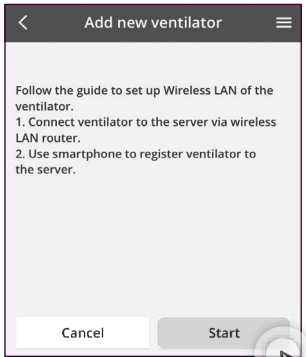 Add new ventilator
Follow the guide to set up Wireless LAN of the
ventilator.
1. Connect ventilator to the server via wireless
LAN router.
2. Use smartphone to register ventilator to
the server.
Cancel
Start